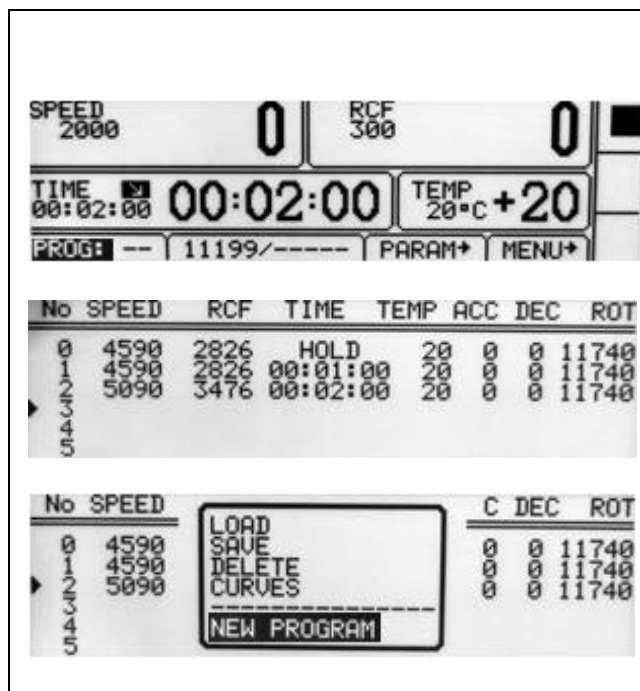 SPEED 0 RCF 0
2000 300
TIME 00:02:00 TEMP +20
00:02:00 20°C
PROG: -- 11199/----- PARAM→ MENU→
No SPEED RCF TIME TEMP ACC DEC ROT
0 4590 2826 HOLD 20 0 0 11740
1 4590 2826 00:01:00 20 0 0 11740
2 5090 3476 00:02:00 20 0 0 11740
3
4
5
No SPEED C DEC ROT
LOAD
0 4590 SAVE 0 0 11740
1 4590 DELETE 0 0 11740
2 5090 CURVES 0 0 11740
3 ----------------
4 NEW PROGRAM
5